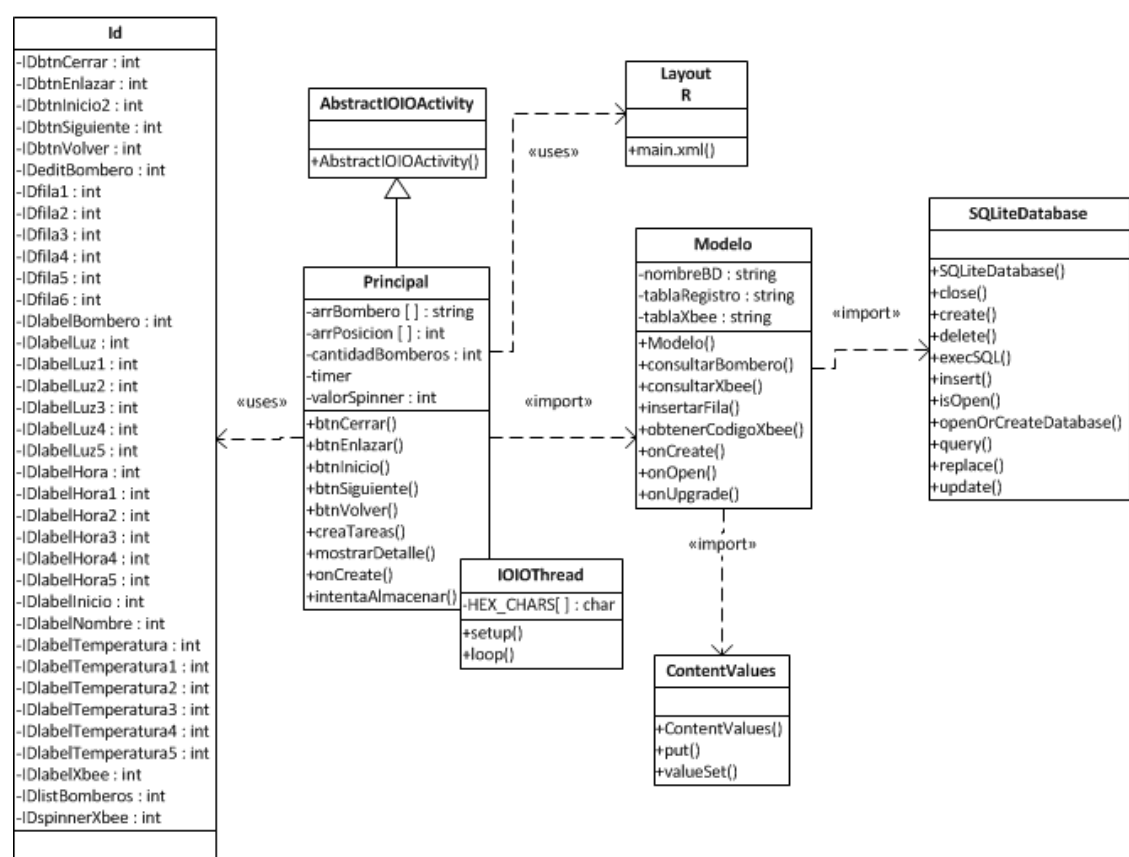 Id
-IDbtnCerrar : int
-IDbtnEnlazar : int
-IDbtnInicio2 : int
-IDbtnSiguiente : int
-IDbtnVolver : int
-IDeditBombero : int
-IDfila1 : int
-IDfila2 : int
-IDfila3 : int
-IDfila4 : int
-IDfila5 : int
-IDfila6 : int
-IDlabelBombero : int
-IDlabelLuz : int
-IDlabelLuz1 : int
-IDlabelLuz2 : int
-IDlabelLuz3 : int
-IDlabelLuz4 : int
-IDlabelLuz5 : int
-IDlabelHora : int
-IDlabelHora1 : int
-IDlabelHora2 : int
-IDlabelHora3 : int
-IDlabelHora4 : int
-IDlabelHora5 : int
-IDlabelInicio : int
-IDlabelNombre : int
-IDlabelTemperatura : int
-IDlabelTemperatura1 : int
-IDlabelTemperatura2 : int
-IDlabelTemperatura3 : int
-IDlabelTemperatura4 : int
-IDlabelTemperatura5 : int
-IDlabelXbee : int
-IDlistBomberos : int
-IDspinnerXbee : int
«uses»
AbstractIOIOActivity
+AbstractIOIOActivity()
Principal
-arrBombero [ ] : string
-arrPosicion [ ] : int
-cantidadBomberos : int
-timer
-valorSpinner : int
+btnCerrar()
+btnEnlazar()
+btnInicio()
+btnSiguiente()
+btnVolver()
+creaTareas()
+mostrarDetalle()
+onCreate()
+intentaAlmacenar()
IOIOThread
-HEX_CHARS[ ] : char
+setup()
+loop()
«uses»
Layout
R
+main.xml()
«import»
Modelo
-nombreBD : string
-tablaRegistro : string
-tablaXbee : string
+Modelo()
+consultarBombero()
+consultarXbee()
+insertarFila()
+obtenerCodigoXbee()
+onCreate()
+onOpen()
+onUpgrade()
«import»
ContentValues
+ContentValues()
+put()
+valueSet()
«import»
SQLiteDatabase
+SQLiteDatabase()
+close()
+create()
+delete()
+execSQL()
+insert()
+isOpen()
+openOrCreateDatabase()
+query()
+replace()
+update()